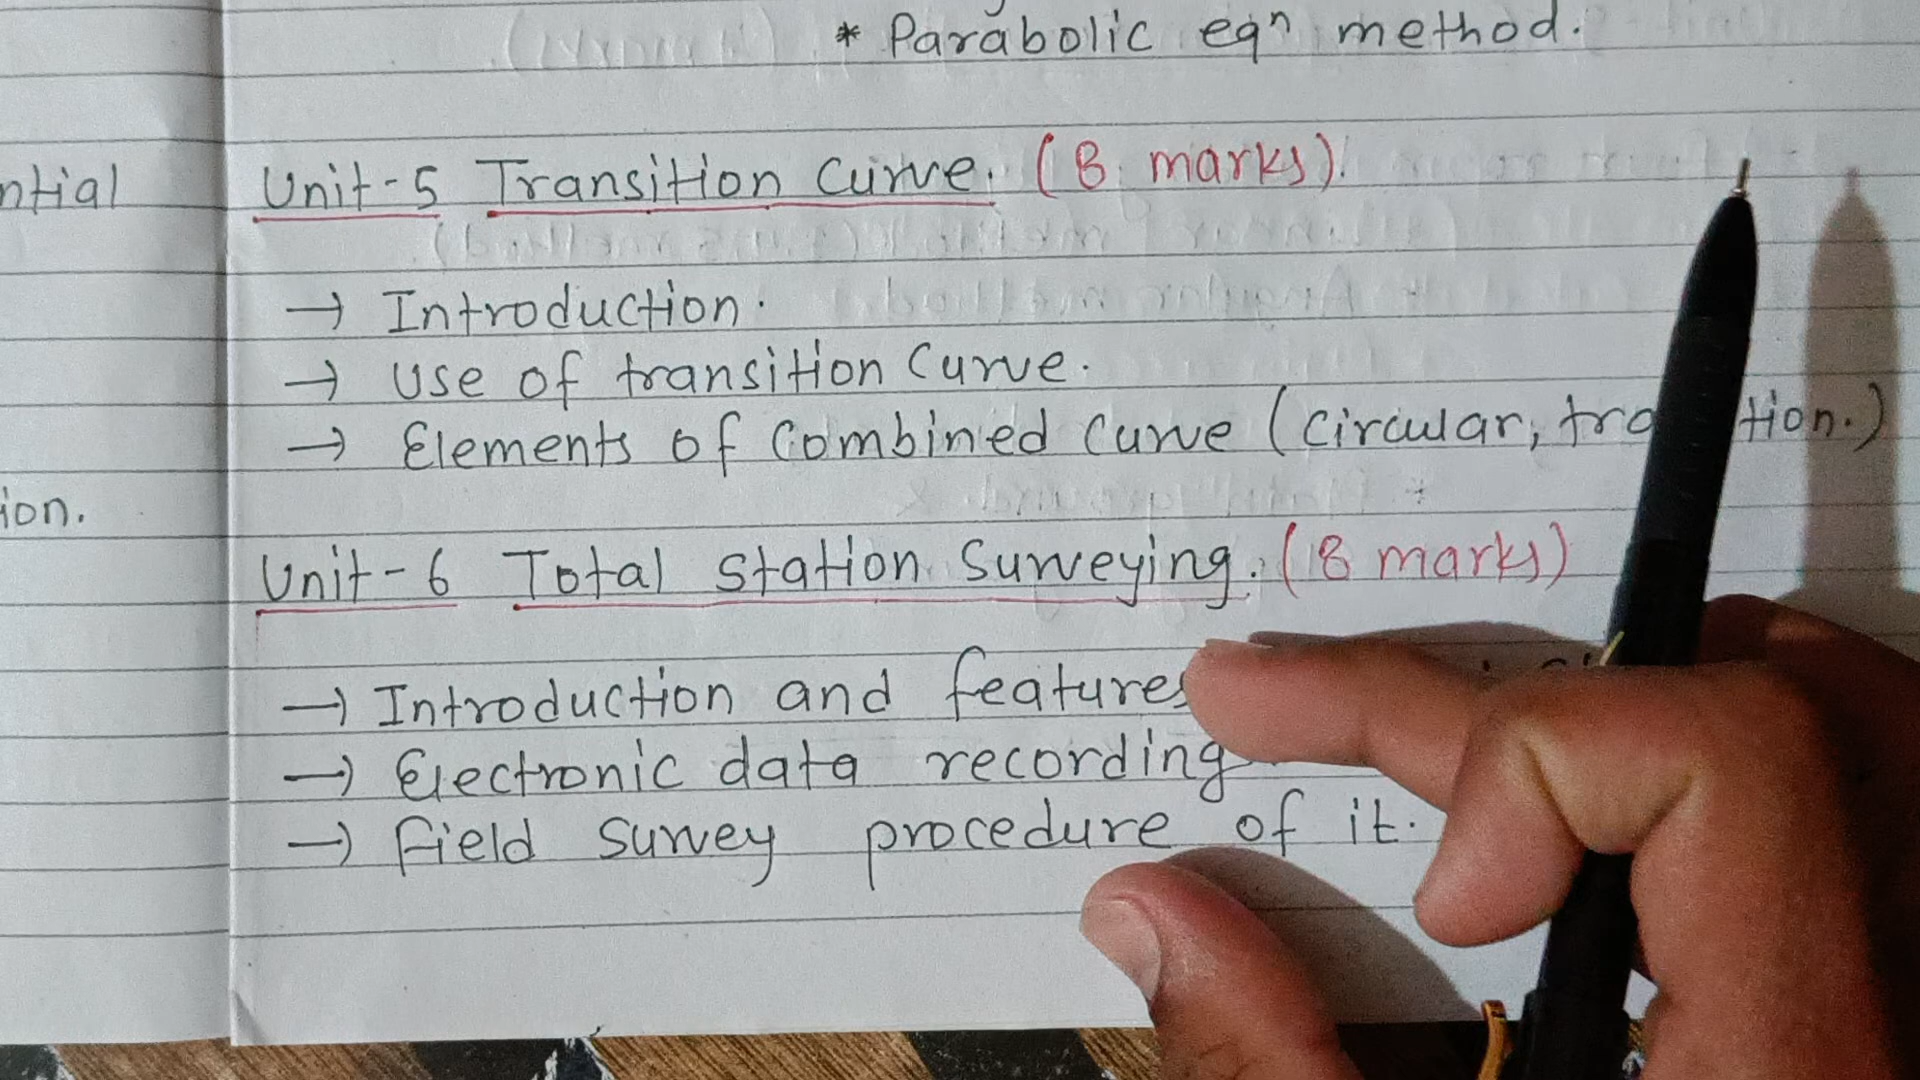 * Parabolic eqn method.
ntial
Unit-5 Transition curve. (8 marks).
→ Introduction.
→ Use of transition curve.
→ Elements of combined curve (circular, tra tion.)
ion.
Unit-6 Total station surveying. (8 marks)
→ Introduction and features
→ Electronic data recording
→ Field survey procedure of it.